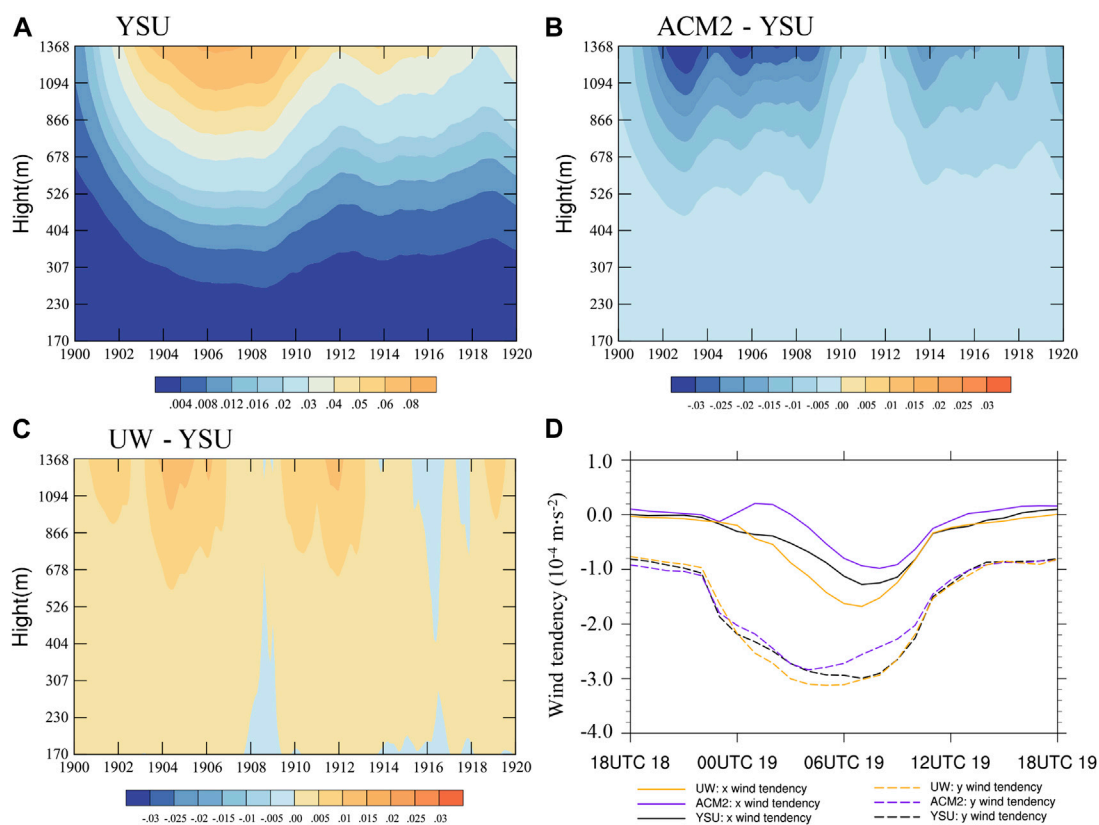 A YSU
1368
1094
866
678
526
404
307
230
170
Hight(m)
1900 1902 1904 1906 1908 1910 1912 1914 1916 1918 1920
.004 .008 .012 .016 .02 .03 .04 .05 .06 .08
B ACM2 - YSU
1368
1094
866
678
526
404
307
230
170
Hight(m)
1900 1902 1904 1906 1908 1910 1912 1914 1916 1918 1920
-.03 -.025 -.02 -.015 -.01 -.005 .00 .005 .01 .015 .02 .025 .03
C UW - YSU
1368
1094
866
678
526
404
307
230
170
Hight(m)
1900 1902 1904 1906 1908 1910 1912 1914 1916 1918 1920
-.03 -.025 -.02 -.015 -.01 -.005 .00 .005 .01 .015 .02 .025 .03
D
1.0
0.0
-1.0
-2.0
-3.0
-4.0
Wind tendency (10⁻⁴ m·s⁻²)
18UTC 18 00UTC 19 06UTC 19 12UTC 19 18UTC 19
UW: x wind tendency
ACM2: x wind tendency
YSU: x wind tendency
UW: y wind tendency
ACM2: y wind tendency
YSU: y wind tendency